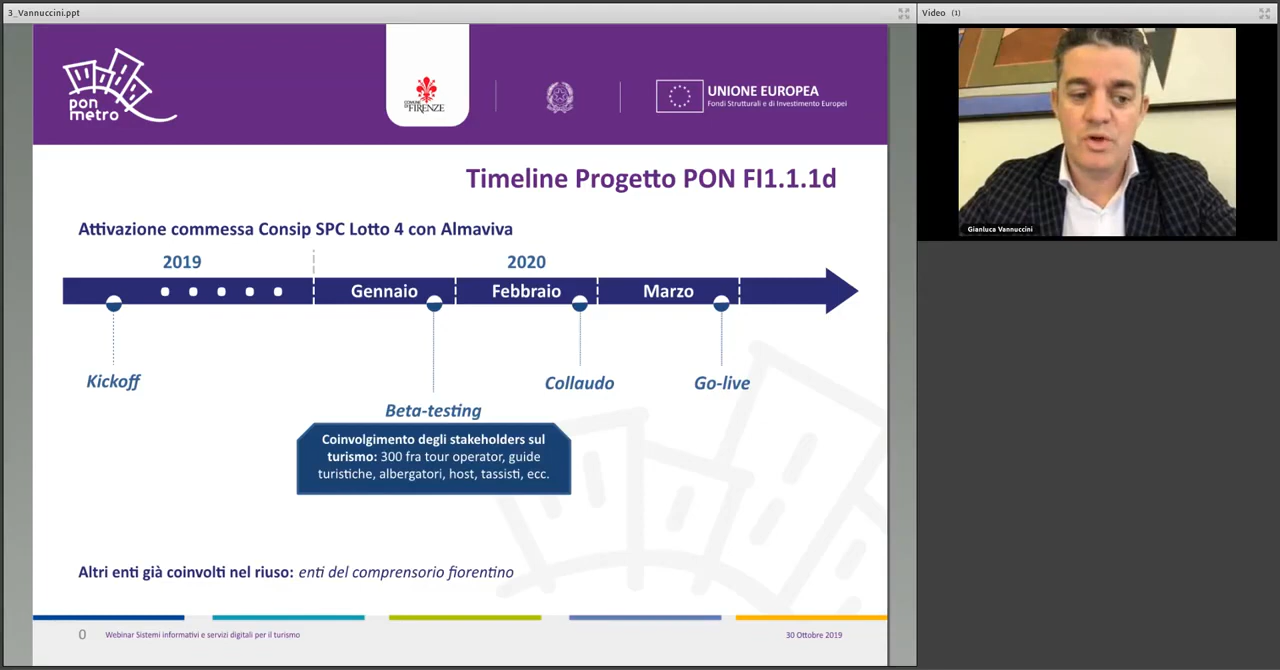 3_Vannuccini.ppt
Video (1)
pon
metro
COMUNE DI
FIRENZE
UNIONE EUROPEA
Fondi Strutturali e di Investimento Europei
Gianluca Vannuccini
Timeline Progetto PON FI1.1.1d
Attivazione commessa Consip SPC Lotto 4 con Almaviva
2019
2020
Gennaio
Febbraio
Marzo
Kickoff
Collaudo
Go-live
Beta-testing
Coinvolgimento degli stakeholders sul
turismo: 300 fra tour operator, guide
turistiche, albergatori, host, tassisti, ecc.
Altri enti già coinvolti nel riuso: enti del comprensorio fiorentino
0
Webinar Sistemi informativi e servizi digitali per il turismo
30 Ottobre 2019